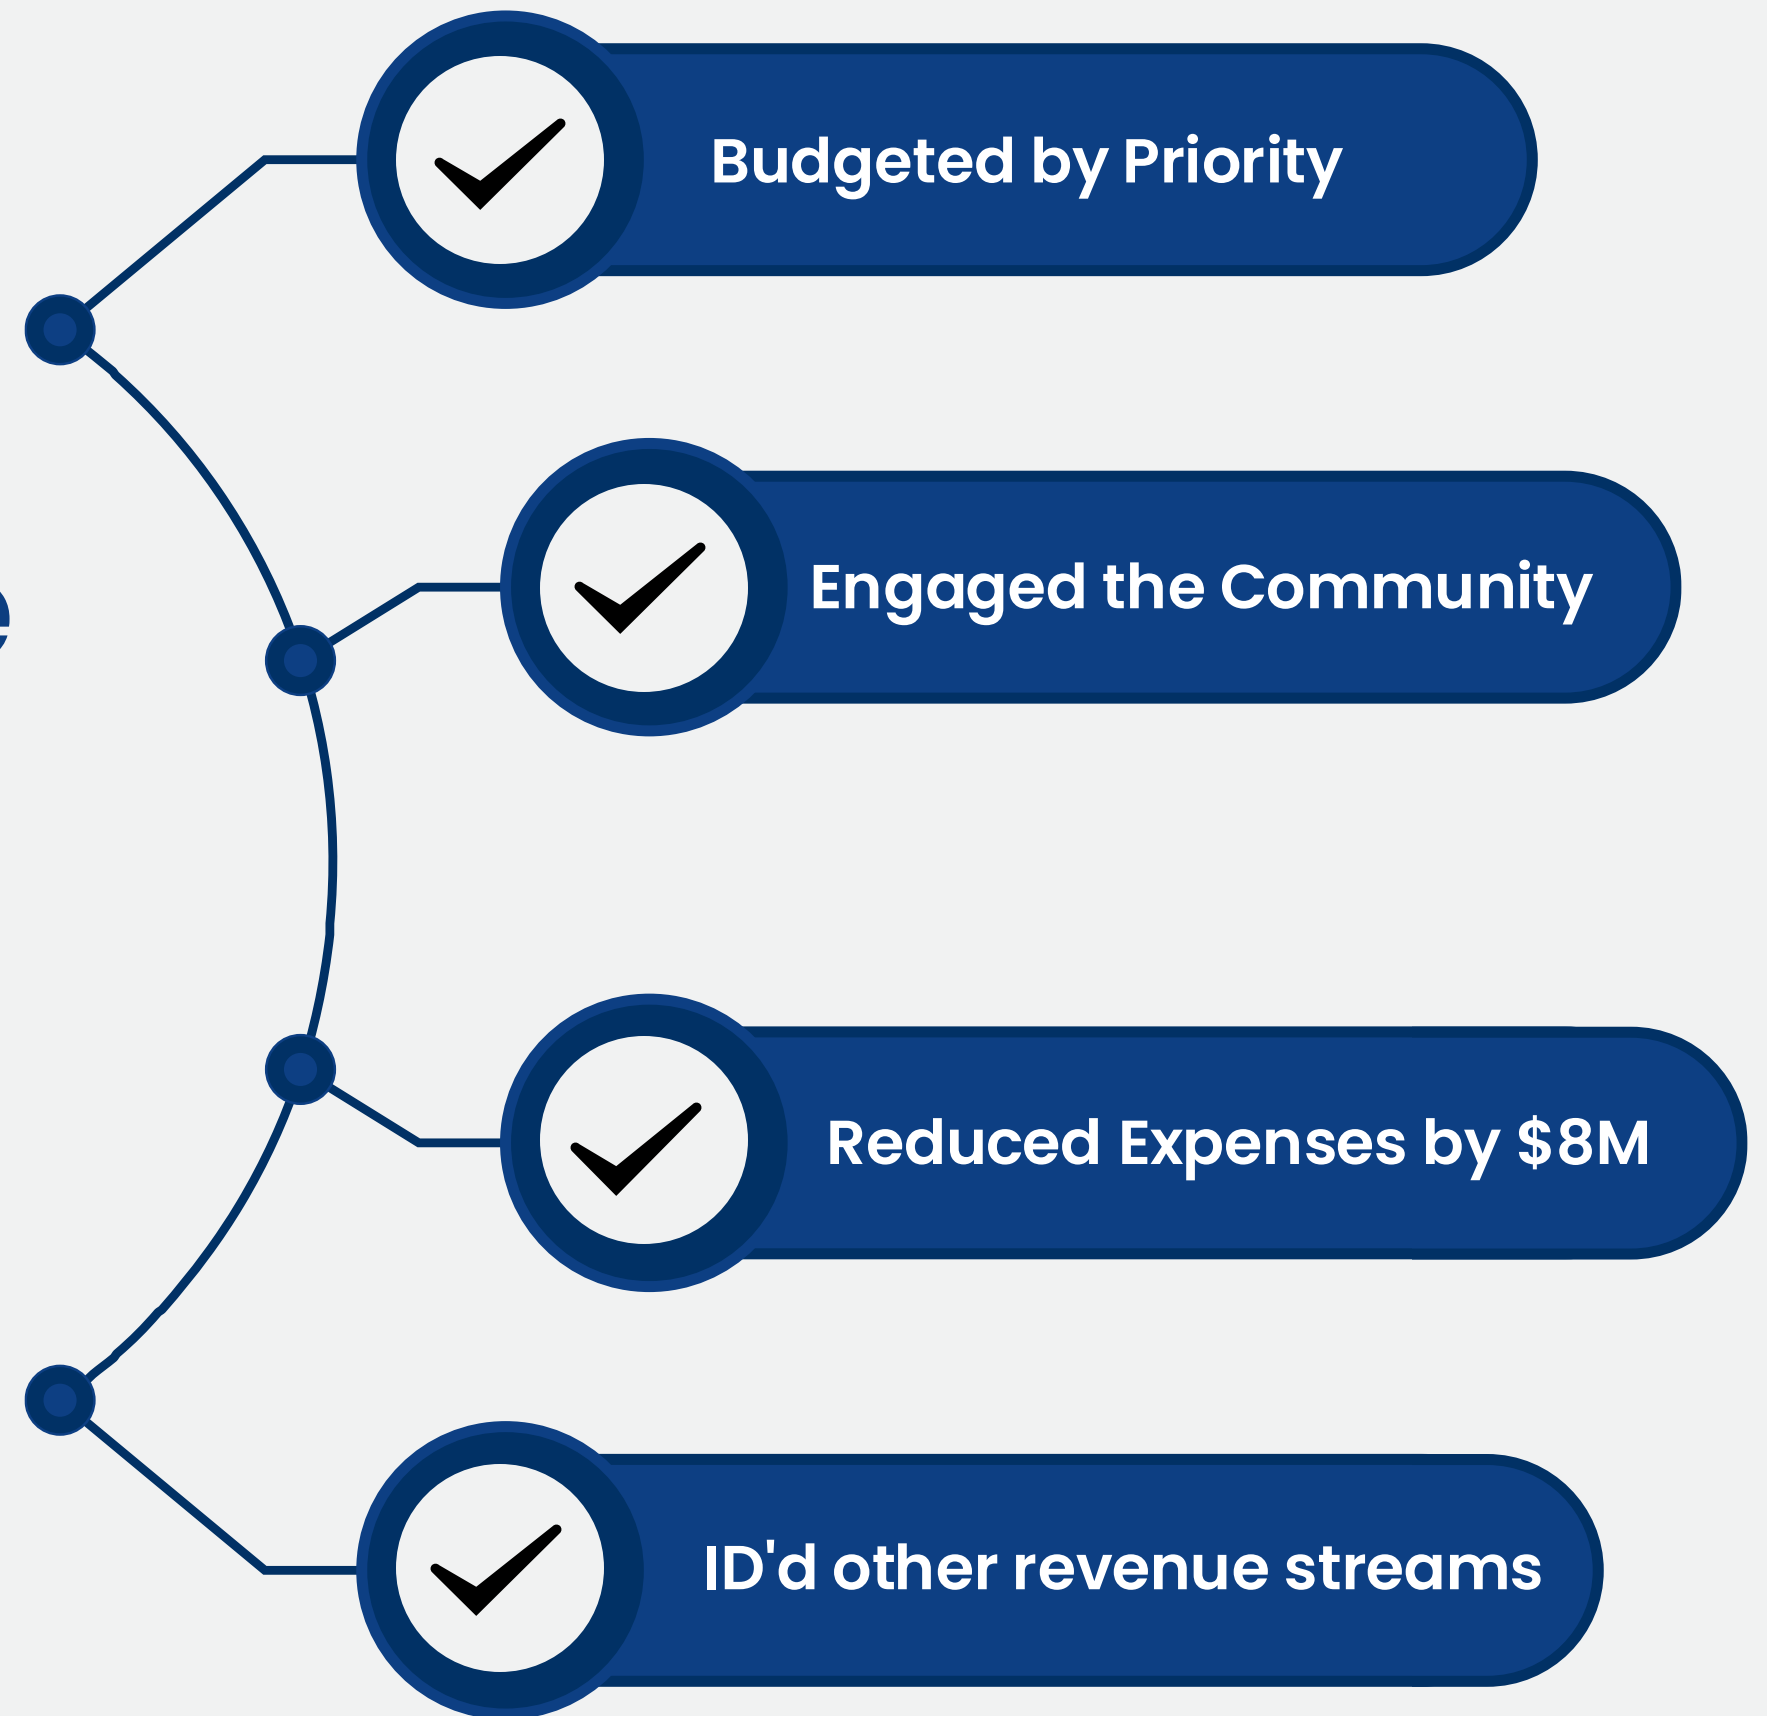 Budgeted by Priority
Engaged the Community
Reduced Expenses by $8M
ID'd other revenue streams